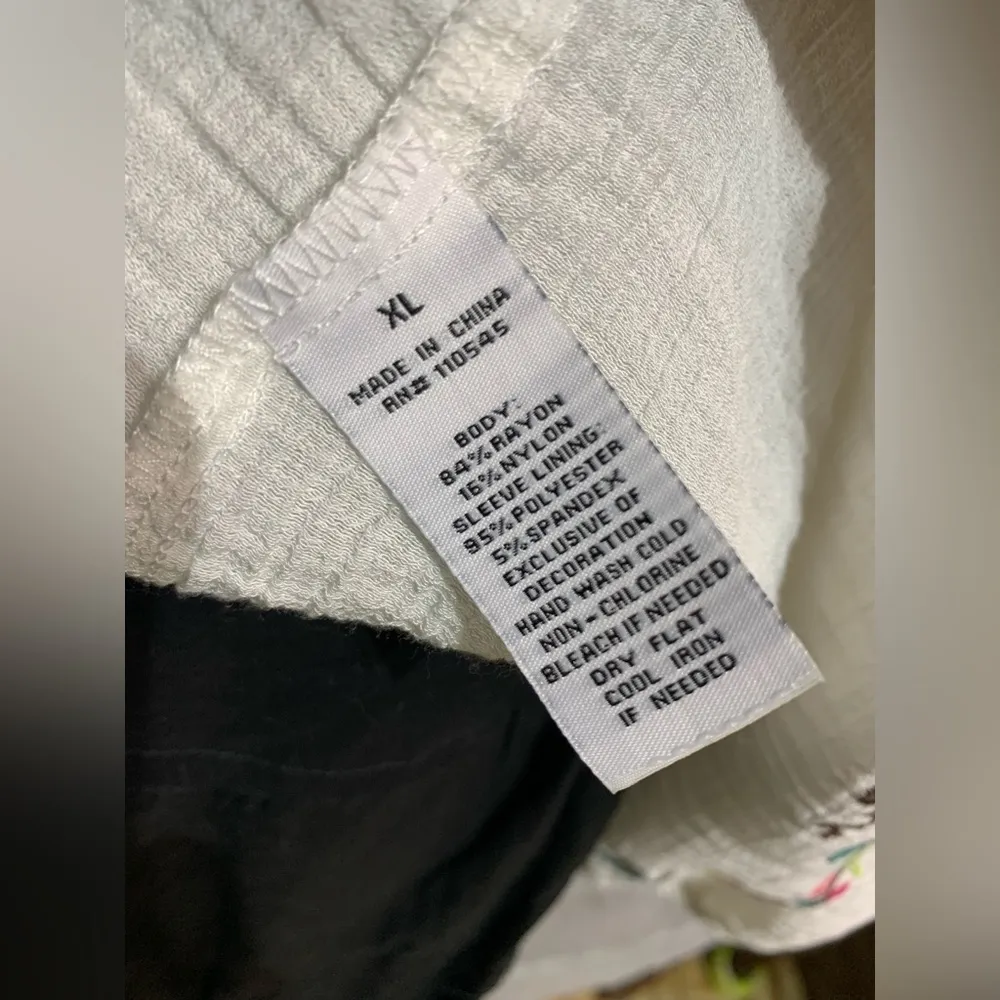 XL
MADE IN CHINA
RN# 110545
BODY:
84% RAYON
16% NYLON
SLEEVE LINING:
95% POLYESTER
5% SPANDEX
EXCLUSIVE OF
DECORATION
HAND WASH COLD
NON-CHLORINE
BLEACH IF NEEDED
DRY FLAT
COOL IRON
IF NEEDED